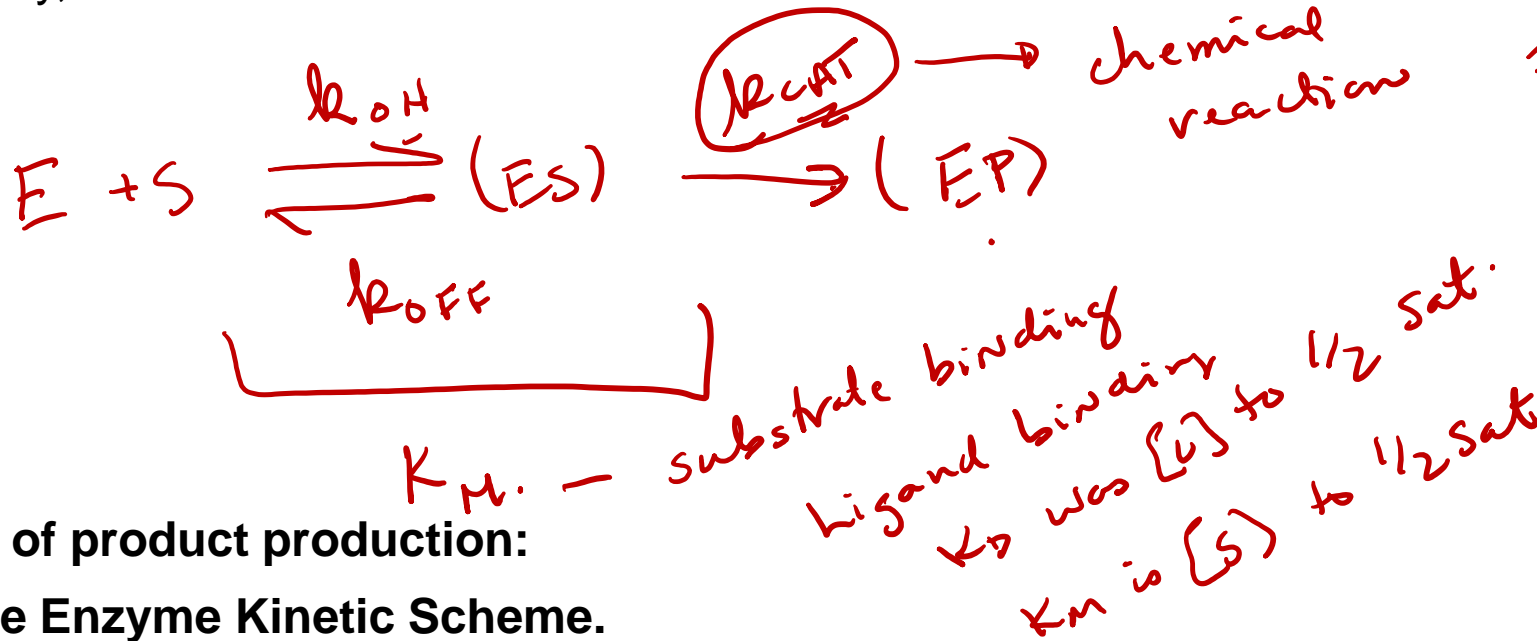 y,
kON kCAT → chemical reaction
E + S ⇌ (ES) → (EP)
kOFF
KM. — substrate binding
Ligand binding
KD was [L] to 1/2 sat.
KM is [S] to 1/2 sat
of product production:
e Enzyme Kinetic Scheme.